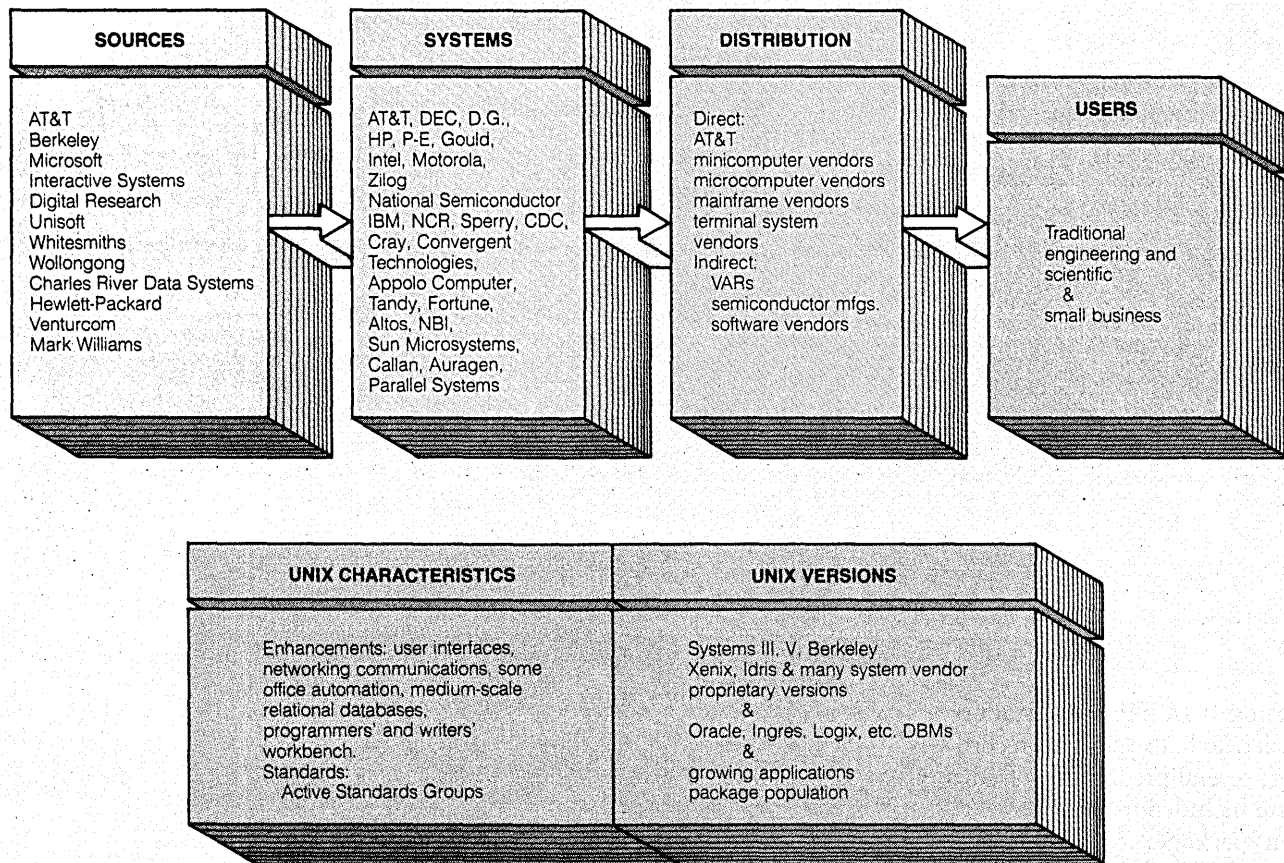 SOURCES
AT&T
Berkeley
Microsoft
Interactive Systems
Digital Research
Unisoft
Whitesmiths
Wollongong
Charles River Data Systems
Hewlett-Packard
Venturcom
Mark Williams
SYSTEMS
AT&T, DEC, D.G.,
HP, P-E, Gould,
Intel, Motorola,
Zilog
National Semiconductor
IBM, NCR, Sperry, CDC,
Cray, Convergent
Technologies,
Appolo Computer,
Tandy, Fortune,
Altos, NBI,
Sun Microsystems,
Callan, Auragen,
Parallel Systems
DISTRIBUTION
Direct:
AT&T
minicomputer vendors
microcomputer vendors
mainframe vendors
terminal system
vendors
Indirect:
VARs
semiconductor mfgs.
software vendors
USERS
Traditional
engineering and
scientific
&
small business
UNIX CHARACTERISTICS
Enhancements: user interfaces,
networking communications, some
office automation, medium-scale
relational databases,
programmers' and writers'
workbench.
Standards:
Active Standards Groups
UNIX VERSIONS
Systems III, V, Berkeley
Xenix, Idris & many system vendor
proprietary versions
&
Oracle, Ingres, Logix, etc. DBMs
&
growing applications
package population